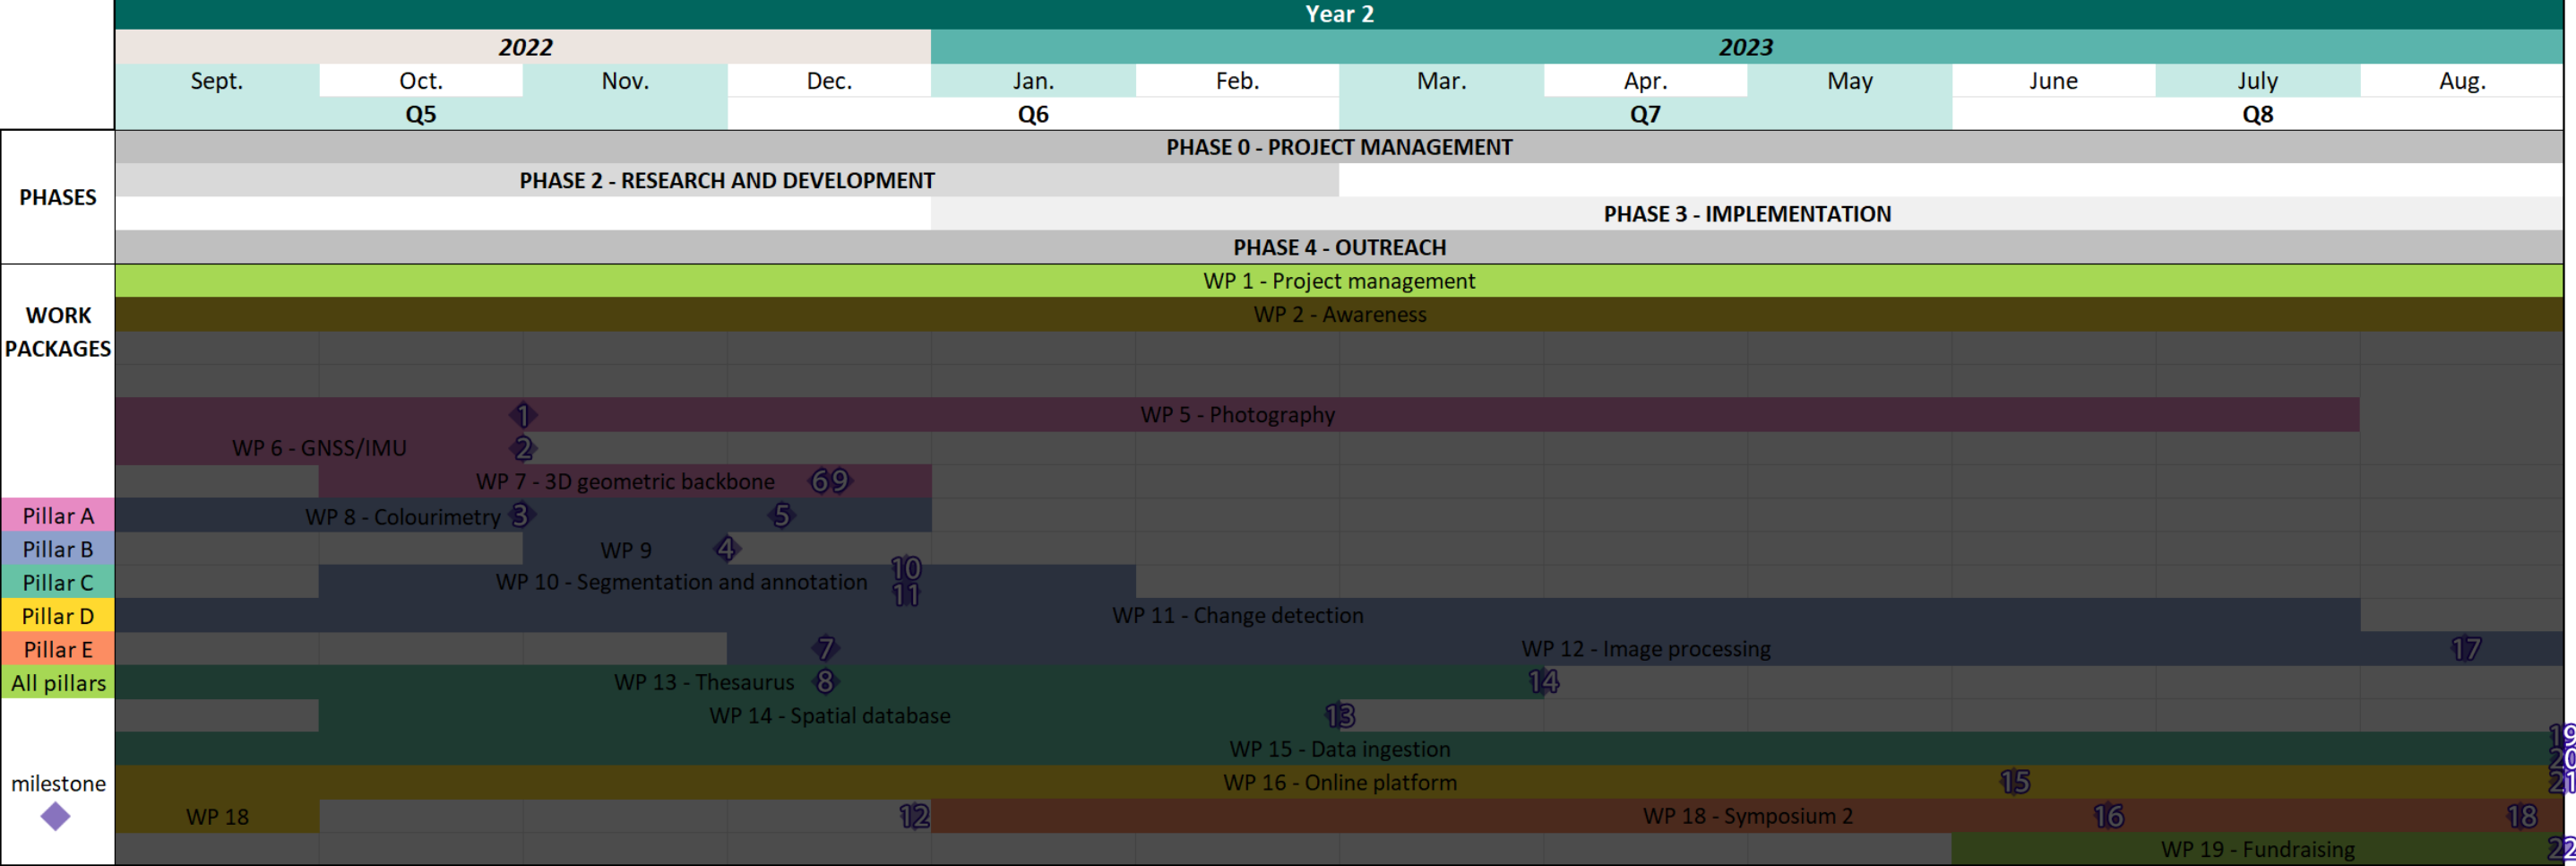 Year 2
2022 2023
Sept. Oct. Nov. Dec. Jan. Feb. Mar. Apr. May June July Aug.
Q5 Q6 Q7 Q8
PHASES
PHASE 0 - PROJECT MANAGEMENT
PHASE 2 - RESEARCH AND DEVELOPMENT
PHASE 3 - IMPLEMENTATION
PHASE 4 - OUTREACH
WORK
PACKAGES
WP 1 - Project management
WP 2 - Awareness
1 WP 5 - Photography
WP 6 - GNSS/IMU 2
WP 7 - 3D geometric backbone 6 9
Pillar A WP 8 - Colourimetry 3 5
Pillar B WP 9 4
Pillar C WP 10 - Segmentation and annotation 10 11
Pillar D WP 11 - Change detection
Pillar E 7 WP 12 - Image processing 17
All pillars WP 13 - Thesaurus 8 14
WP 14 - Spatial database 13
WP 15 - Data ingestion 19 20
milestone WP 16 - Online platform 15 21
WP 18 12 WP 18 - Symposium 2 16 18
WP 19 - Fundraising 22